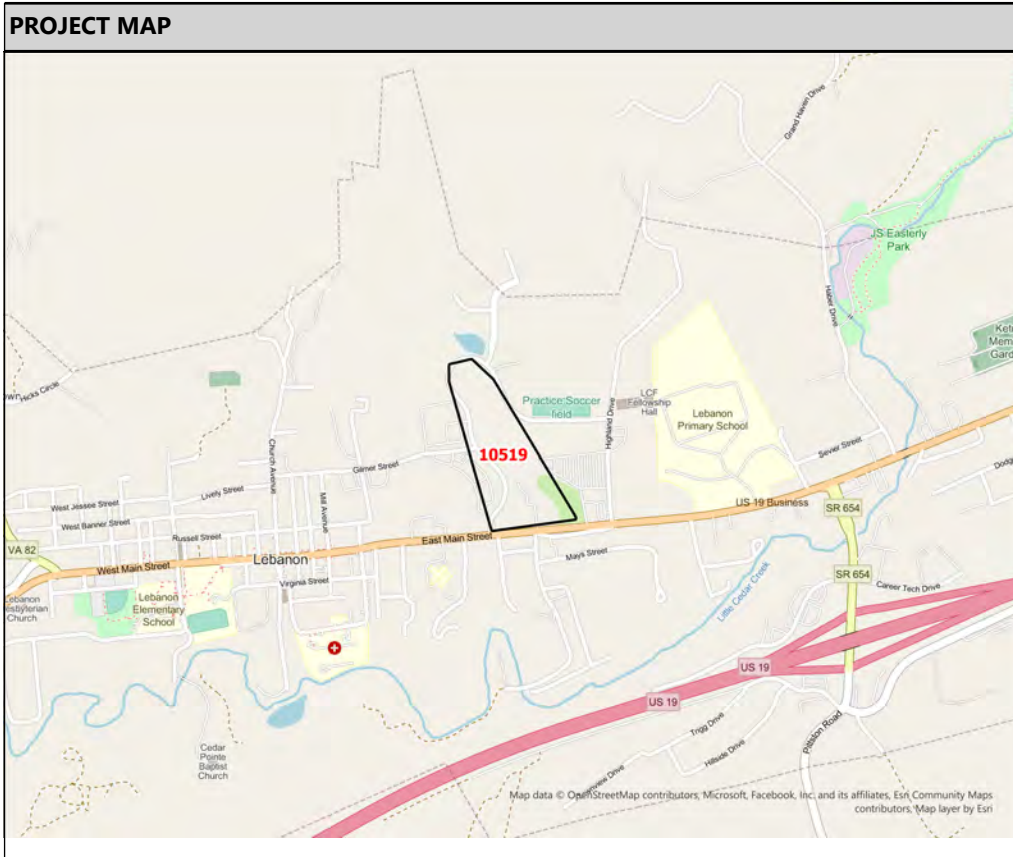 PROJECT MAP
Grand Haven Drive
JS Easterly
Park
Haber Drive
Hicks Circle
Practice Soccer
field
LCF
Fellowship
Hall
Highland Drive
Lebanon
Primary School
10519
Church Avenue
Gilmer Street
Sevier Street
Lively Street
Mill Avenue
West Jessee Street
West Banner Street
Russell Street
US 19 Business
SR 654
VA 82
East Main Street
West Main Street
Lebanon
Mays Street
Virginia Street
Little Cedar Creek
SR 654
Career Tech Drive
Lebanon
Elementary
School
Church
US 19
US 19
Trigg Drive
Hillside Drive
Pittston Road
Cedar
Pointe
Baptist
Church
Map data © OpenStreetMap contributors, Microsoft, Facebook, Inc. and its affiliates, Esri Community Maps
contributors, Map layer by Esri